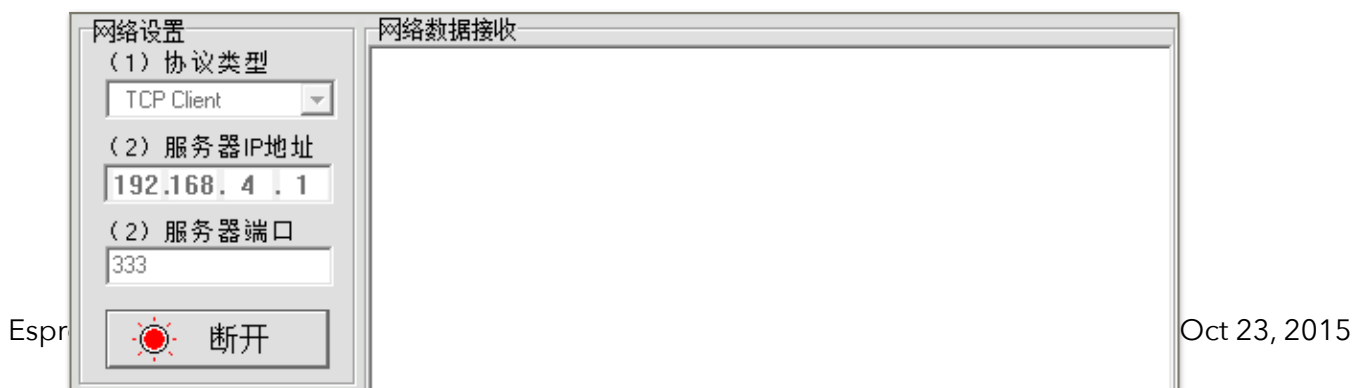 网络设置
(1) 协议类型
TCP Client
(2) 服务器IP地址
192.168. 4 . 1
(2) 服务器端口
333
断开
网络数据接收
Oct 23, 2015